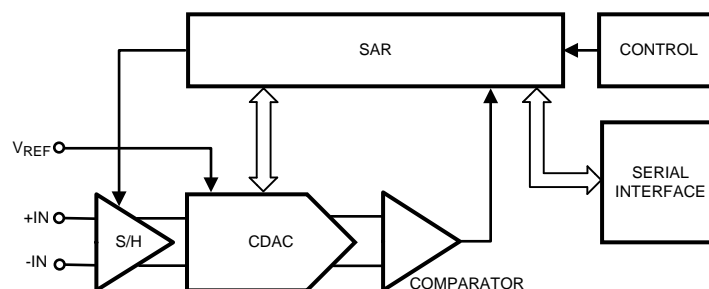 SAR
CONTROL
VREF
SERIAL
INTERFACE
+IN
S/H
CDAC
-IN
COMPARATOR